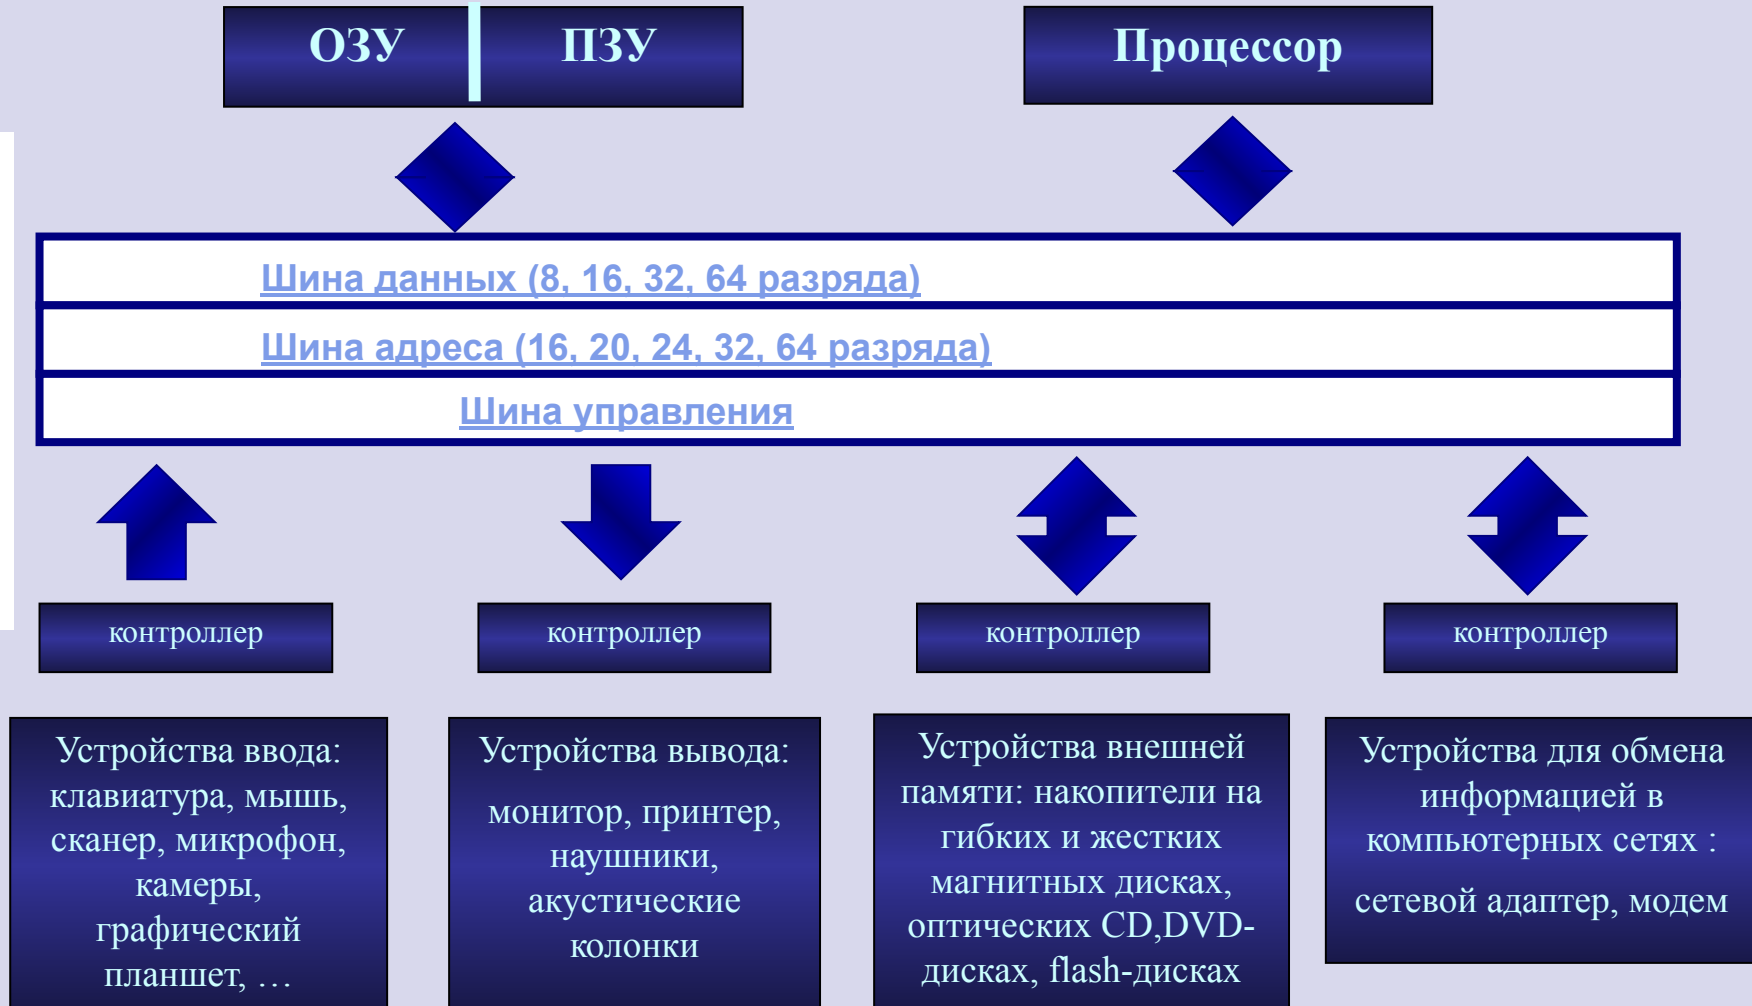 ОЗУ ПЗУ
Процессор
Шина данных (8, 16, 32, 64 разряда)
Шина адреса (16, 20, 24, 32, 64 разряда)
Шина управления
контроллер
контроллер
контроллер
контроллер
Устройства ввода:
клавиатура, мышь,
сканер, микрофон,
камеры,
графический
планшет, …
Устройства вывода:
монитор, принтер,
наушники,
акустические
колонки
Устройства внешней
памяти: накопители на
гибких и жестких
магнитных дисках,
оптических CD,DVD-
дисках, flash-дисках
Устройства для обмена
информацией в
компьютерных сетях :
сетевой адаптер, модем